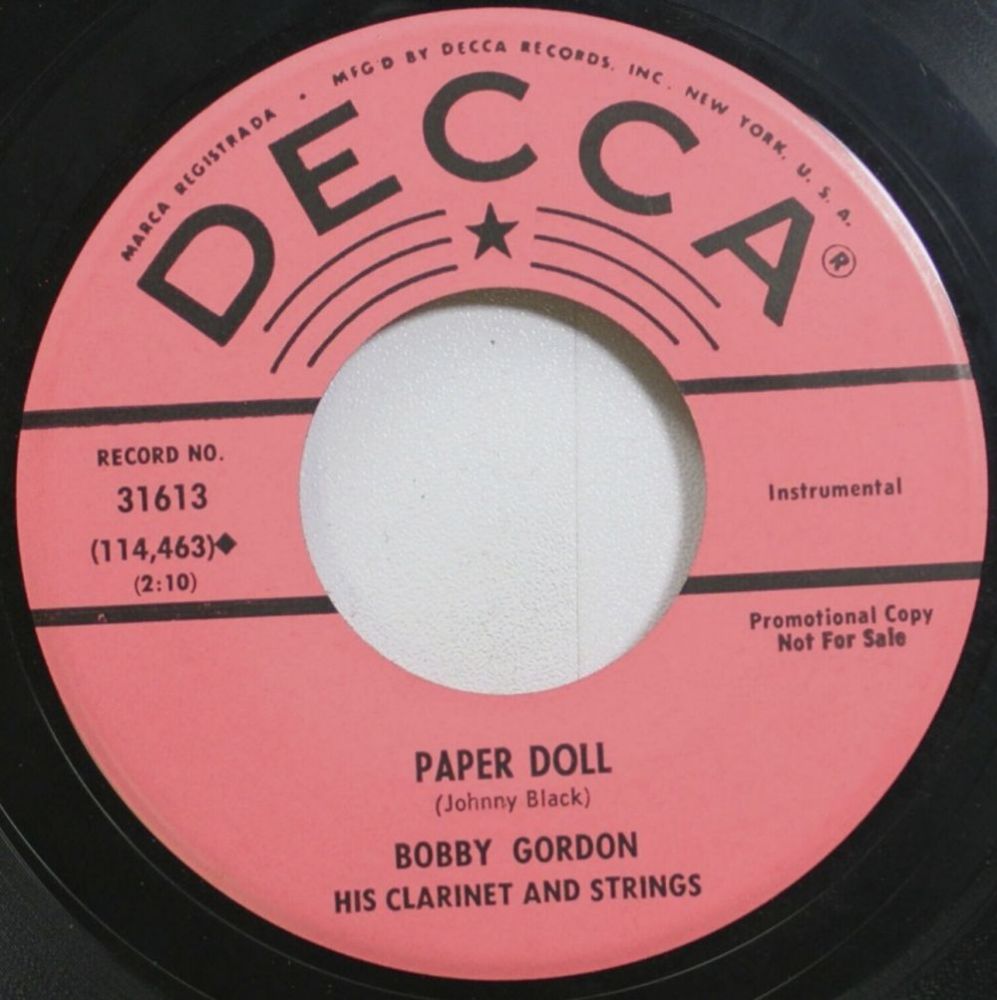 MARCA REGISTRADA • MFG'D BY DECCA RECORDS, INC., NEW YORK, U. S. A.
DECCA®
RECORD NO.
31613
(114,463)◆
(2:10)
Instrumental
Promotional Copy
Not For Sale
PAPER DOLL
(Johnny Black)
BOBBY GORDON
HIS CLARINET AND STRINGS